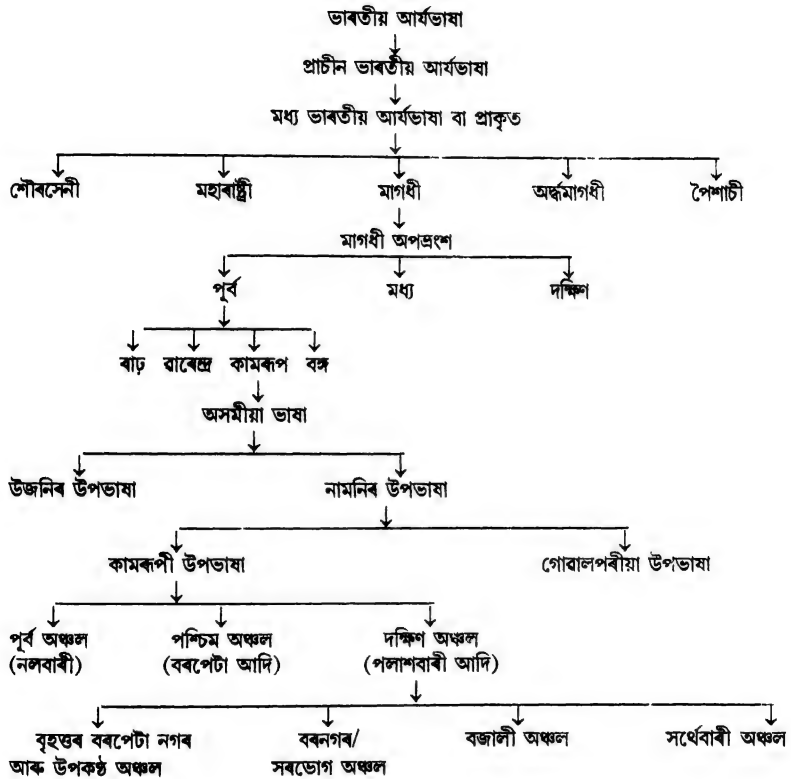 ভাৰতীয় আৰ্যভাষা
প্ৰাচীন ভাৰতীয় আৰ্যভাষা
মধ্য ভাৰতীয় আৰ্যভাষা বা প্ৰাকৃত
শৌৰসেনী মহাৰাষ্ট্ৰী মাগধী অৰ্দ্ধমাগধী পৈশাচী
মাগধী অপভ্ৰংশ
পূৰ্ব মধ্য দক্ষিণ
ৰাঢ় ৱাৰেন্দ্ৰ কামৰূপ বঙ্গ
অসমীয়া ভাষা
উজনিৰ উপভাষা নামনিৰ উপভাষা
কামৰূপী উপভাষা গোৱালপৰীয়া উপভাষা
পূৰ্ব অঞ্চল পশ্চিম অঞ্চল দক্ষিণ অঞ্চল
(নলবাৰী) (বৰপেটা আদি) (পলাশবাৰী আদি)
বৃহত্তৰ বৰপেটা নগৰ বৰনগৰ/ বজালী অঞ্চল সৰ্থেবাৰী অঞ্চল
আৰু উপকণ্ঠ অঞ্চল সৰভোগ অঞ্চল